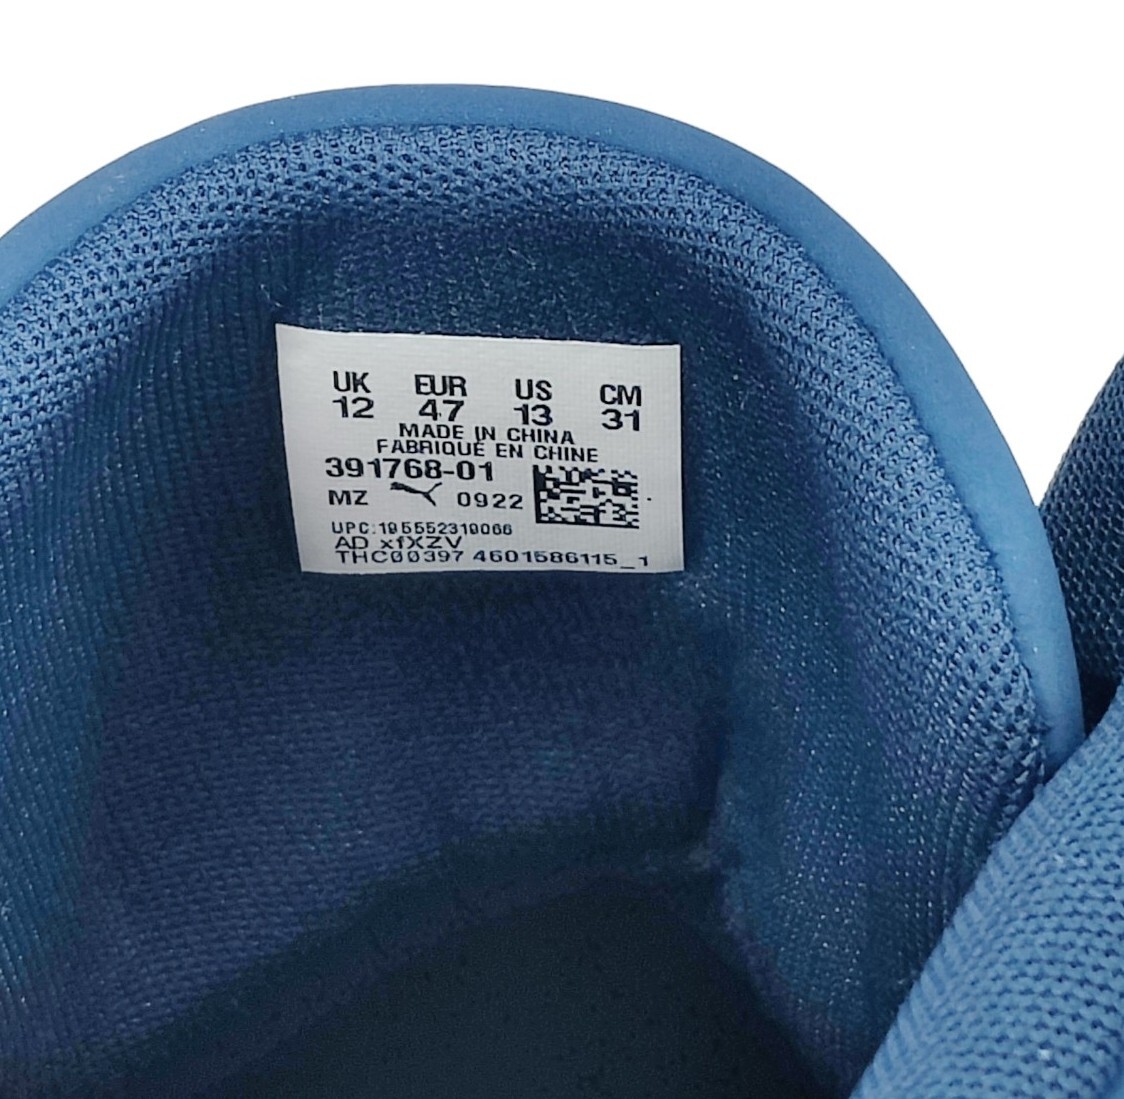 UK EUR US CM
12 47 13 31
MADE IN CHINA
FABRIQUÉ EN CHINE
391768-01
MZ 0922
UPC:195552319066
AD xfXZV
THC00397 4601586115_1